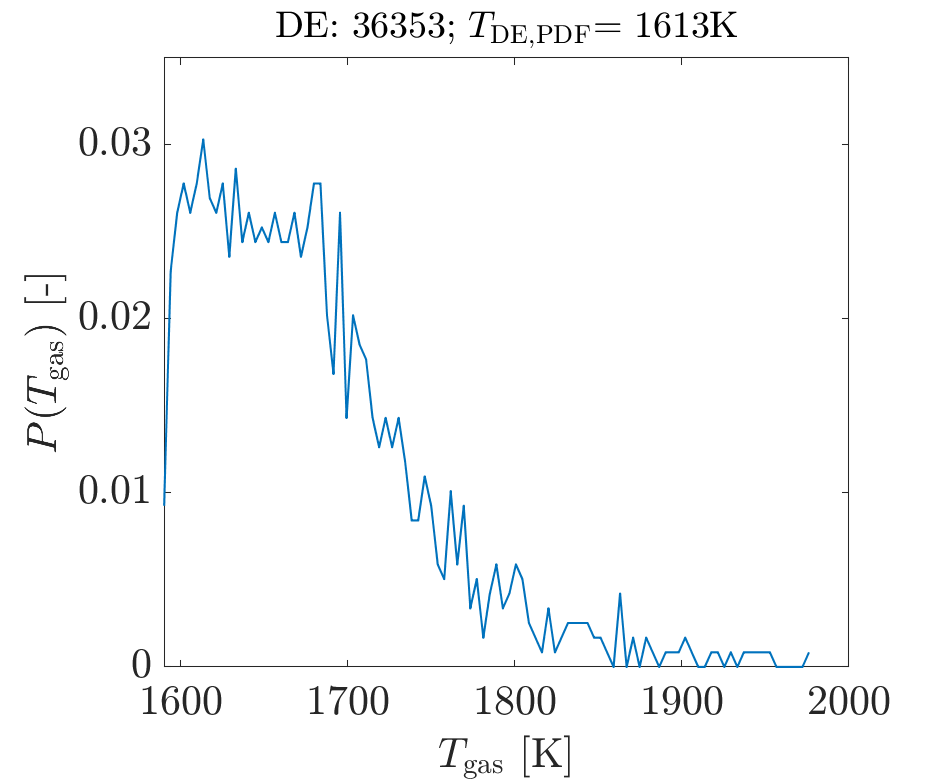 DE: 36353; T_DE,PDF= 1613K
0.03
0.02
0.01
0
P(T_gas) [-]
1600 1700 1800 1900 2000
T_gas [K]